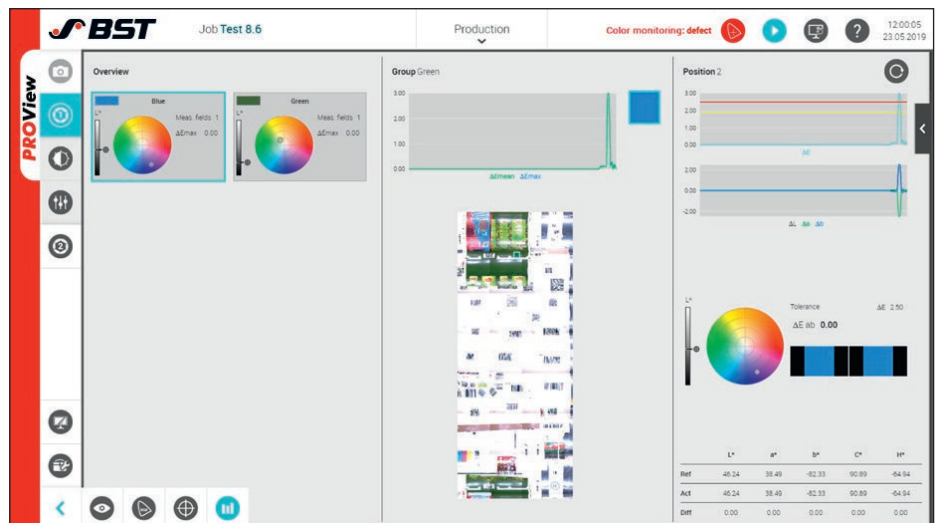 BST
Job Test 8.6
Production
Color monitoring: defect
12:00:05
23.05.2019
PROView
Overview
Blue
L*
Meas. fields 1
ΔEmax 0.00
Green
L*
Meas. fields 1
ΔEmax 0.00
Group Green
3.00
2.00
1.00
0.00
ΔEmean ΔEmax
Position 2
3.00
2.00
1.00
0.00
ΔE
2.00
0.00
-2.00
ΔL Δa Δb
L*
Tolerance ΔE 2.50
ΔE ab 0.00
L* a* b* C* H*
Ref 46.24 38.49 -82.33 90.89 -64.94
Act 46.24 38.49 -82.33 90.89 -64.94
Diff 0.00 0.00 0.00 0.00 0.00
1
2
?